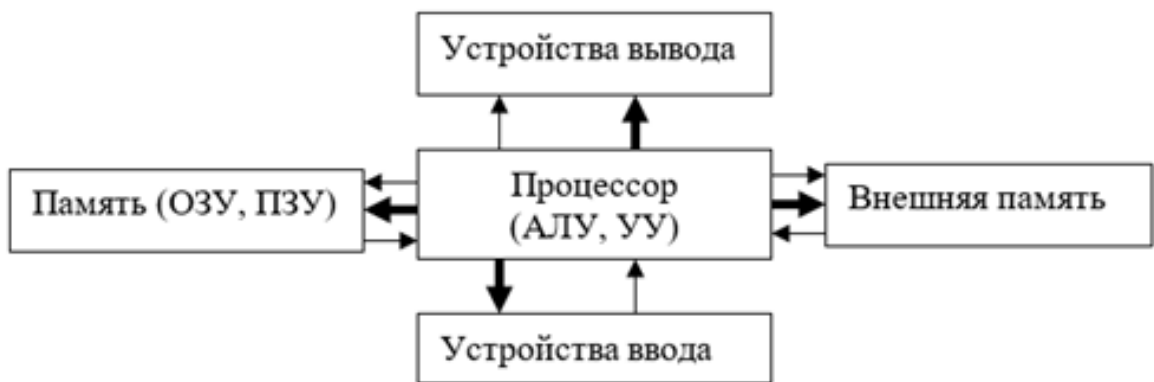 Устройства вывода
Память (ОЗУ, ПЗУ)
Процессор
(АЛУ, УУ)
Внешняя память
Устройства ввода